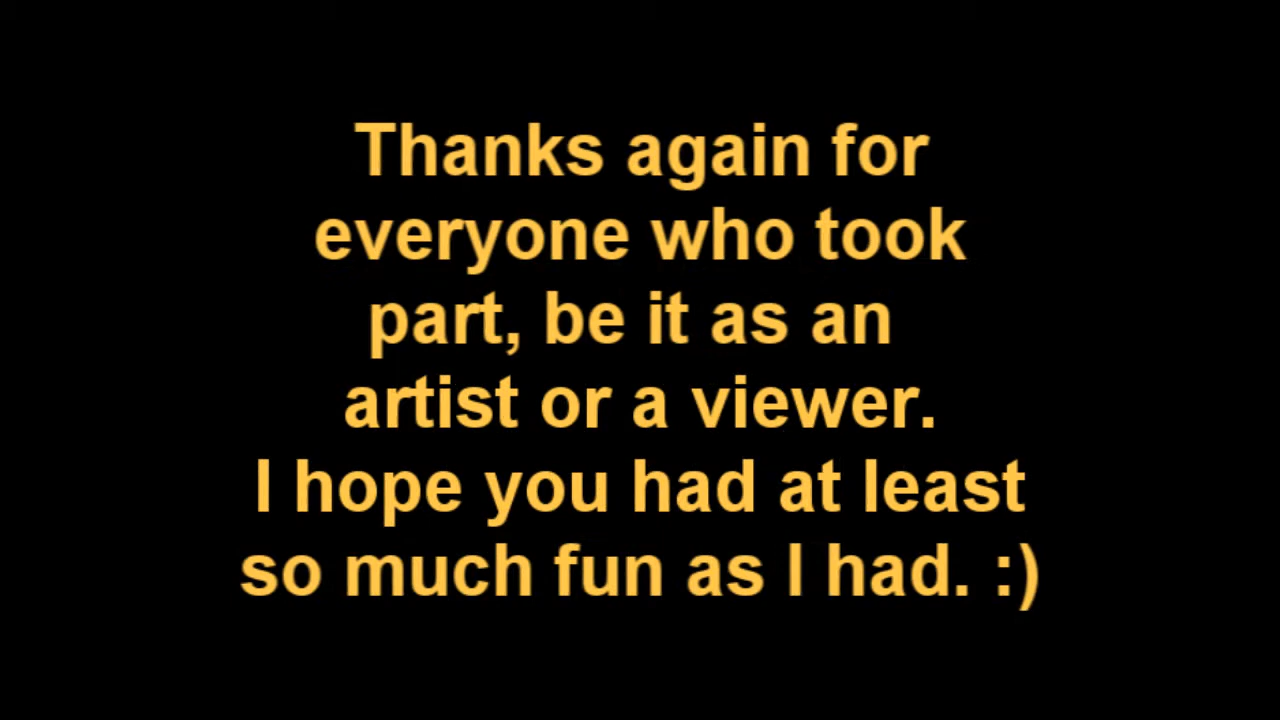 Thanks again for
everyone who took
part, be it as an
artist or a viewer.
I hope you had at least
so much fun as I had. :)